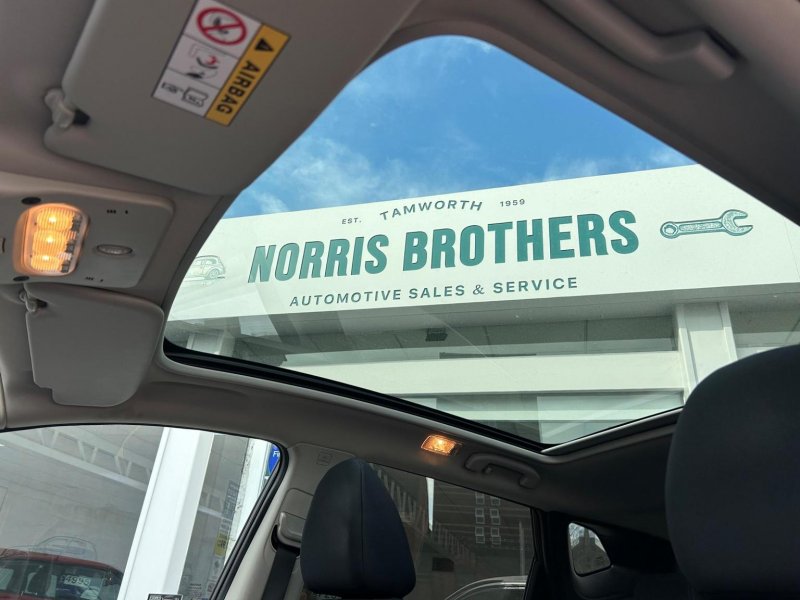 AIRBAG
EST. TAMWORTH 1959
NORRIS BROTHERS
AUTOMOTIVE SALES & SERVICE